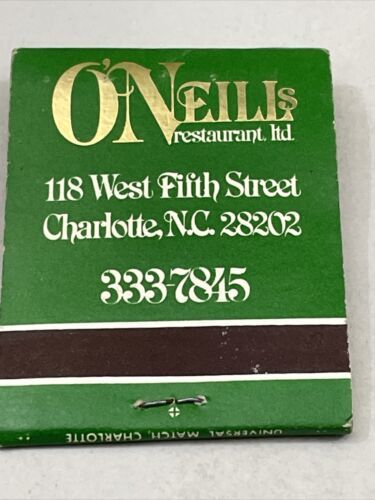 O'NEILLS
restaurant, ltd.
118 West Fifth Street
Charlotte, N.C. 28202
333-7845
UNIVERSAL MATCH, CHARLOTTE